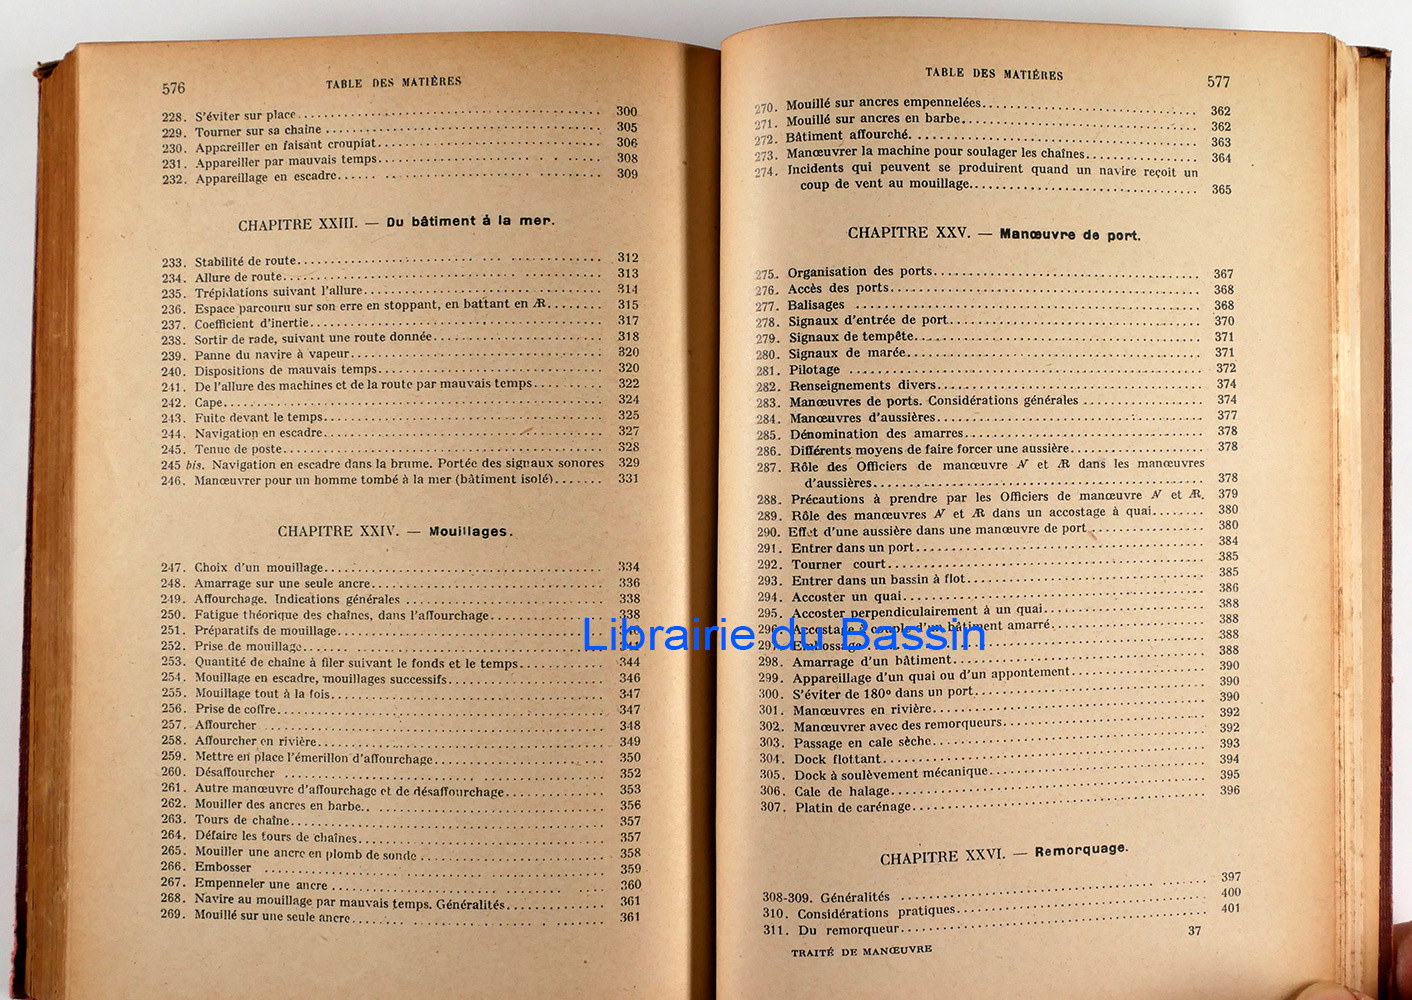 576 TABLE DES MATIÈRES
228. S'éviter sur place 300
229. Tourner sur sa chaîne 305
230. Appareiller en faisant croupiat 306
231. Appareiller par mauvais temps 308
232. Appareillage en escadre 309
CHAPITRE XXIII. — Du bâtiment à la mer.
233. Stabilité de route 312
234. Allure de route 313
235. Trépidations suivant l'allure 314
236. Espace parcouru sur son erre en stoppant, en battant en Æ 315
237. Coefficient d'inertie 317
238. Sortir de rade, suivant une route donnée 318
239. Panne du navire à vapeur 320
240. Dispositions de mauvais temps 320
241. De l'allure des machines et de la route par mauvais temps 322
242. Cape 324
243. Fuite devant le temps 325
244. Navigation en escadre 327
245. Tenue de poste 328
245 bis. Navigation en escadre dans la brume. Portée des signaux sonores 329
246. Manœuvrer pour un homme tombé à la mer (bâtiment isolé) 331
CHAPITRE XXIV. — Mouillages.
247. Choix d'un mouillage 334
248. Amarrage sur une seule ancre 336
249. Affourchage. Indications générales 338
250. Fatigue théorique des chaînes, dans l'affourchage 338
251. Préparatifs de mouillage
252. Prise de mouillage
253. Quantité de chaîne à filer suivant le fonds et le temps 344
254. Mouillage en escadre, mouillages successifs 346
255. Mouillage tout à la fois 347
256. Prise de coffre 347
257. Affourcher 348
258. Affourcher en rivière 349
259. Mettre en place l'émerillon d'affourchage 350
260. Désaffourcher 352
261. Autre manœuvre d'affourchage et de désaffourchage 353
262. Mouiller des ancres en barbe 356
263. Tours de chaîne 357
264. Défaire les tours de chaînes 357
265. Mouiller une ancre en plomb de sonde 358
266. Embosser 359
267. Empenneler une ancre 360
268. Navire au mouillage par mauvais temps. Généralités 361
269. Mouillé sur une seule ancre 361
TABLE DES MATIÈRES 577
270. Mouillé sur ancres empennelées 362
271. Mouillé sur ancres en barbe 362
272. Bâtiment affourché. 363
273. Manœuvrer la machine pour soulager les chaînes 364
274. Incidents qui peuvent se produirent quand un navire reçoit un
coup de vent au mouillage 365
CHAPITRE XXV. — Manœuvre de port.
275. Organisation des ports 367
276. Accès des ports 368
277. Balisages 368
278. Signaux d'entrée de port 370
279. Signaux de tempête 371
280. Signaux de marée 371
281. Pilotage 372
282. Renseignements divers 374
283. Manœuvres de ports. Considérations générales 374
284. Manœuvres d'aussières 377
285. Dénomination des amarres 378
286. Différents moyens de faire forcer une aussière 378
287. Rôle des Officiers de manœuvre N et Æ dans les manœuvres
d'aussières 378
288. Précautions à prendre par les Officiers de manœuvre N et Æ. 379
289. Rôle des manœuvres N et Æ dans un accostage à quai 380
290. Effet d'une aussière dans une manœuvre de port 380
291. Entrer dans un port 384
292. Tourner court 385
293. Entrer dans un bassin à flot 385
294. Accoster un quai 386
295. Accoster perpendiculairement à un quai 388
296. Accostage à couple d'un bâtiment amarré 388
297. Embossage 388
298. Amarrage d'un bâtiment 388
299. Appareillage d'un quai ou d'un appontement 390
300. S'éviter de 180° dans un port 390
301. Manœuvres en rivière 390
302. Manœuvrer avec des remorqueurs 392
303. Passage en cale sèche 392
304. Dock flottant 393
305. Dock à soulèvement mécanique 394
306. Cale de halage 395
307. Platin de carénage 396
CHAPITRE XXVI. — Remorquage.
308-309. Généralités 397
310. Considérations pratiques 400
311. Du remorqueur 401
TRAITÉ DE MANŒUVRE 37
Librairie du Bassin